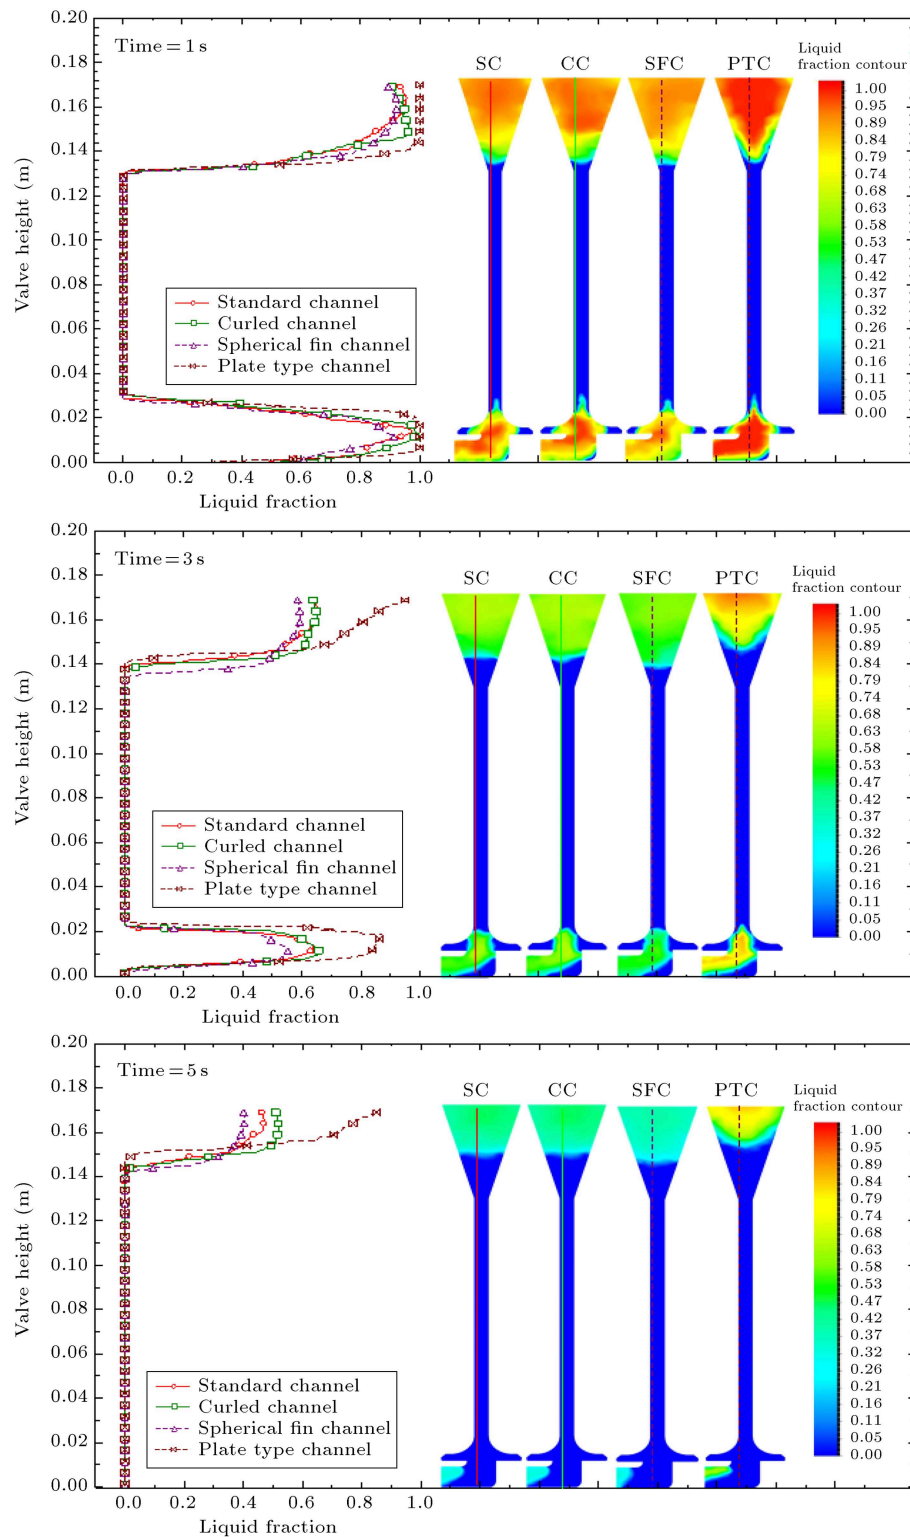 Time=1 s
0.20
0.18
0.16
0.14
0.12
0.10
0.18
0.06
0.04
0.02
0.00
Valve height (m)
0.0 0.2 0.4 0.6 0.8 1.0
Liquid fraction
Standard channel
Curled channel
Spherical fin channel
Plate type channel
SC CC SFC PTC
Liquid
fraction contour
1.00
0.95
0.89
0.84
0.79
0.74
0.68
0.63
0.58
0.53
0.47
0.42
0.37
0.32
0.26
0.21
0.16
0.11
0.05
0.00
Time=3 s
0.20
0.18
0.16
0.14
0.12
0.10
0.18
0.06
0.04
0.02
0.00
Valve height (m)
0.0 0.2 0.4 0.6 0.8 1.0
Liquid fraction
Standard channel
Curled channel
Spherical fin channel
Plate type channel
SC CC SFC PTC
Liquid
fraction contour
1.00
0.95
0.89
0.84
0.79
0.74
0.68
0.63
0.58
0.53
0.47
0.42
0.37
0.32
0.26
0.21
0.16
0.11
0.05
0.00
Time=5 s
0.20
0.18
0.16
0.14
0.12
0.10
0.18
0.06
0.04
0.02
0.00
Valve height (m)
0.0 0.2 0.4 0.6 0.8 1.0
Liquid fraction
Standard channel
Curled channel
Spherical fin channel
Plate type channel
SC CC SFC PTC
Liquid
fraction contour
1.00
0.95
0.89
0.84
0.79
0.74
0.68
0.63
0.58
0.53
0.47
0.42
0.37
0.32
0.26
0.21
0.16
0.11
0.05
0.00